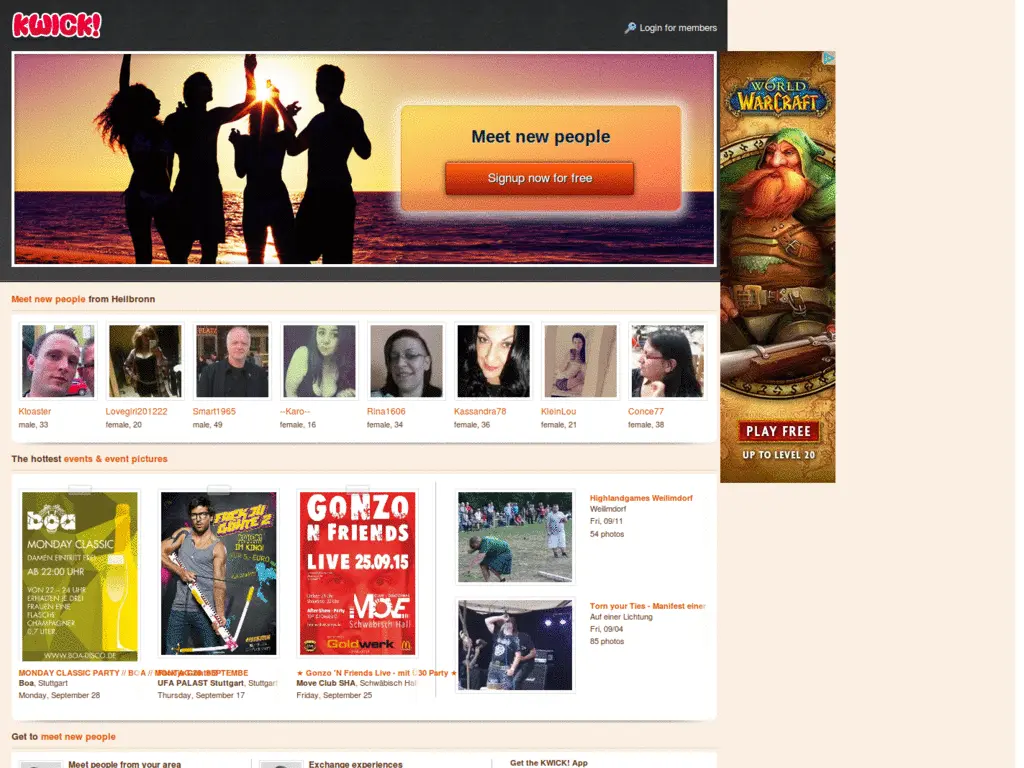 KWICK!
Login for members
Meet new people
Signup now for free
WORLD
WARCRAFT
PLAY FREE
UP TO LEVEL 20
Meet new people from Heilbronn
Kloaster
male, 33
Lovegirl201222
female, 20
Smart1965
male, 49
--Karo--
female, 16
Rina1606
female, 34
Kassandra78
female, 36
KleinLou
female, 21
Conce77
female, 38
The hottest events & event pictures
boa
MONDAY CLASSIC
DAMEN EINTRITT FREI
AB 22:00 UHR
VON 22 - 24 UHR
ERHALTEN JE DREI
FRAUEN EINE
FLASCHE
CHAMPAGNER
0,7 LITER.
WWW.BOA-DISCO.DE
MONDAY CLASSIC PARTY // BOA //
Boa, Stuttgart
Monday, September 28
FACK JU
GÖHTE 2
IM KINO!
SEPTEMBE
UFA PALAST Stuttgart, Stuttgart
Thursday, September 17
GONZO
N FRIENDS
LIVE 25.09.15
MOVE
Schwäbisch Hall
Goldwerk
★ Gonzo 'N Friends Live - mit Ü30 Party ★
Move Club SHA, Schwäbisch Hal
Friday, September 25
Highlandgames Weilimdorf
Weilimdorf
Fri, 09/11
54 photos
Torn your Ties - Manifest einer
Auf einer Lichtung
Fri, 09/04
85 photos
Get to meet new people
Meet people from your area
Exchange experiences
Get the KWICK! App